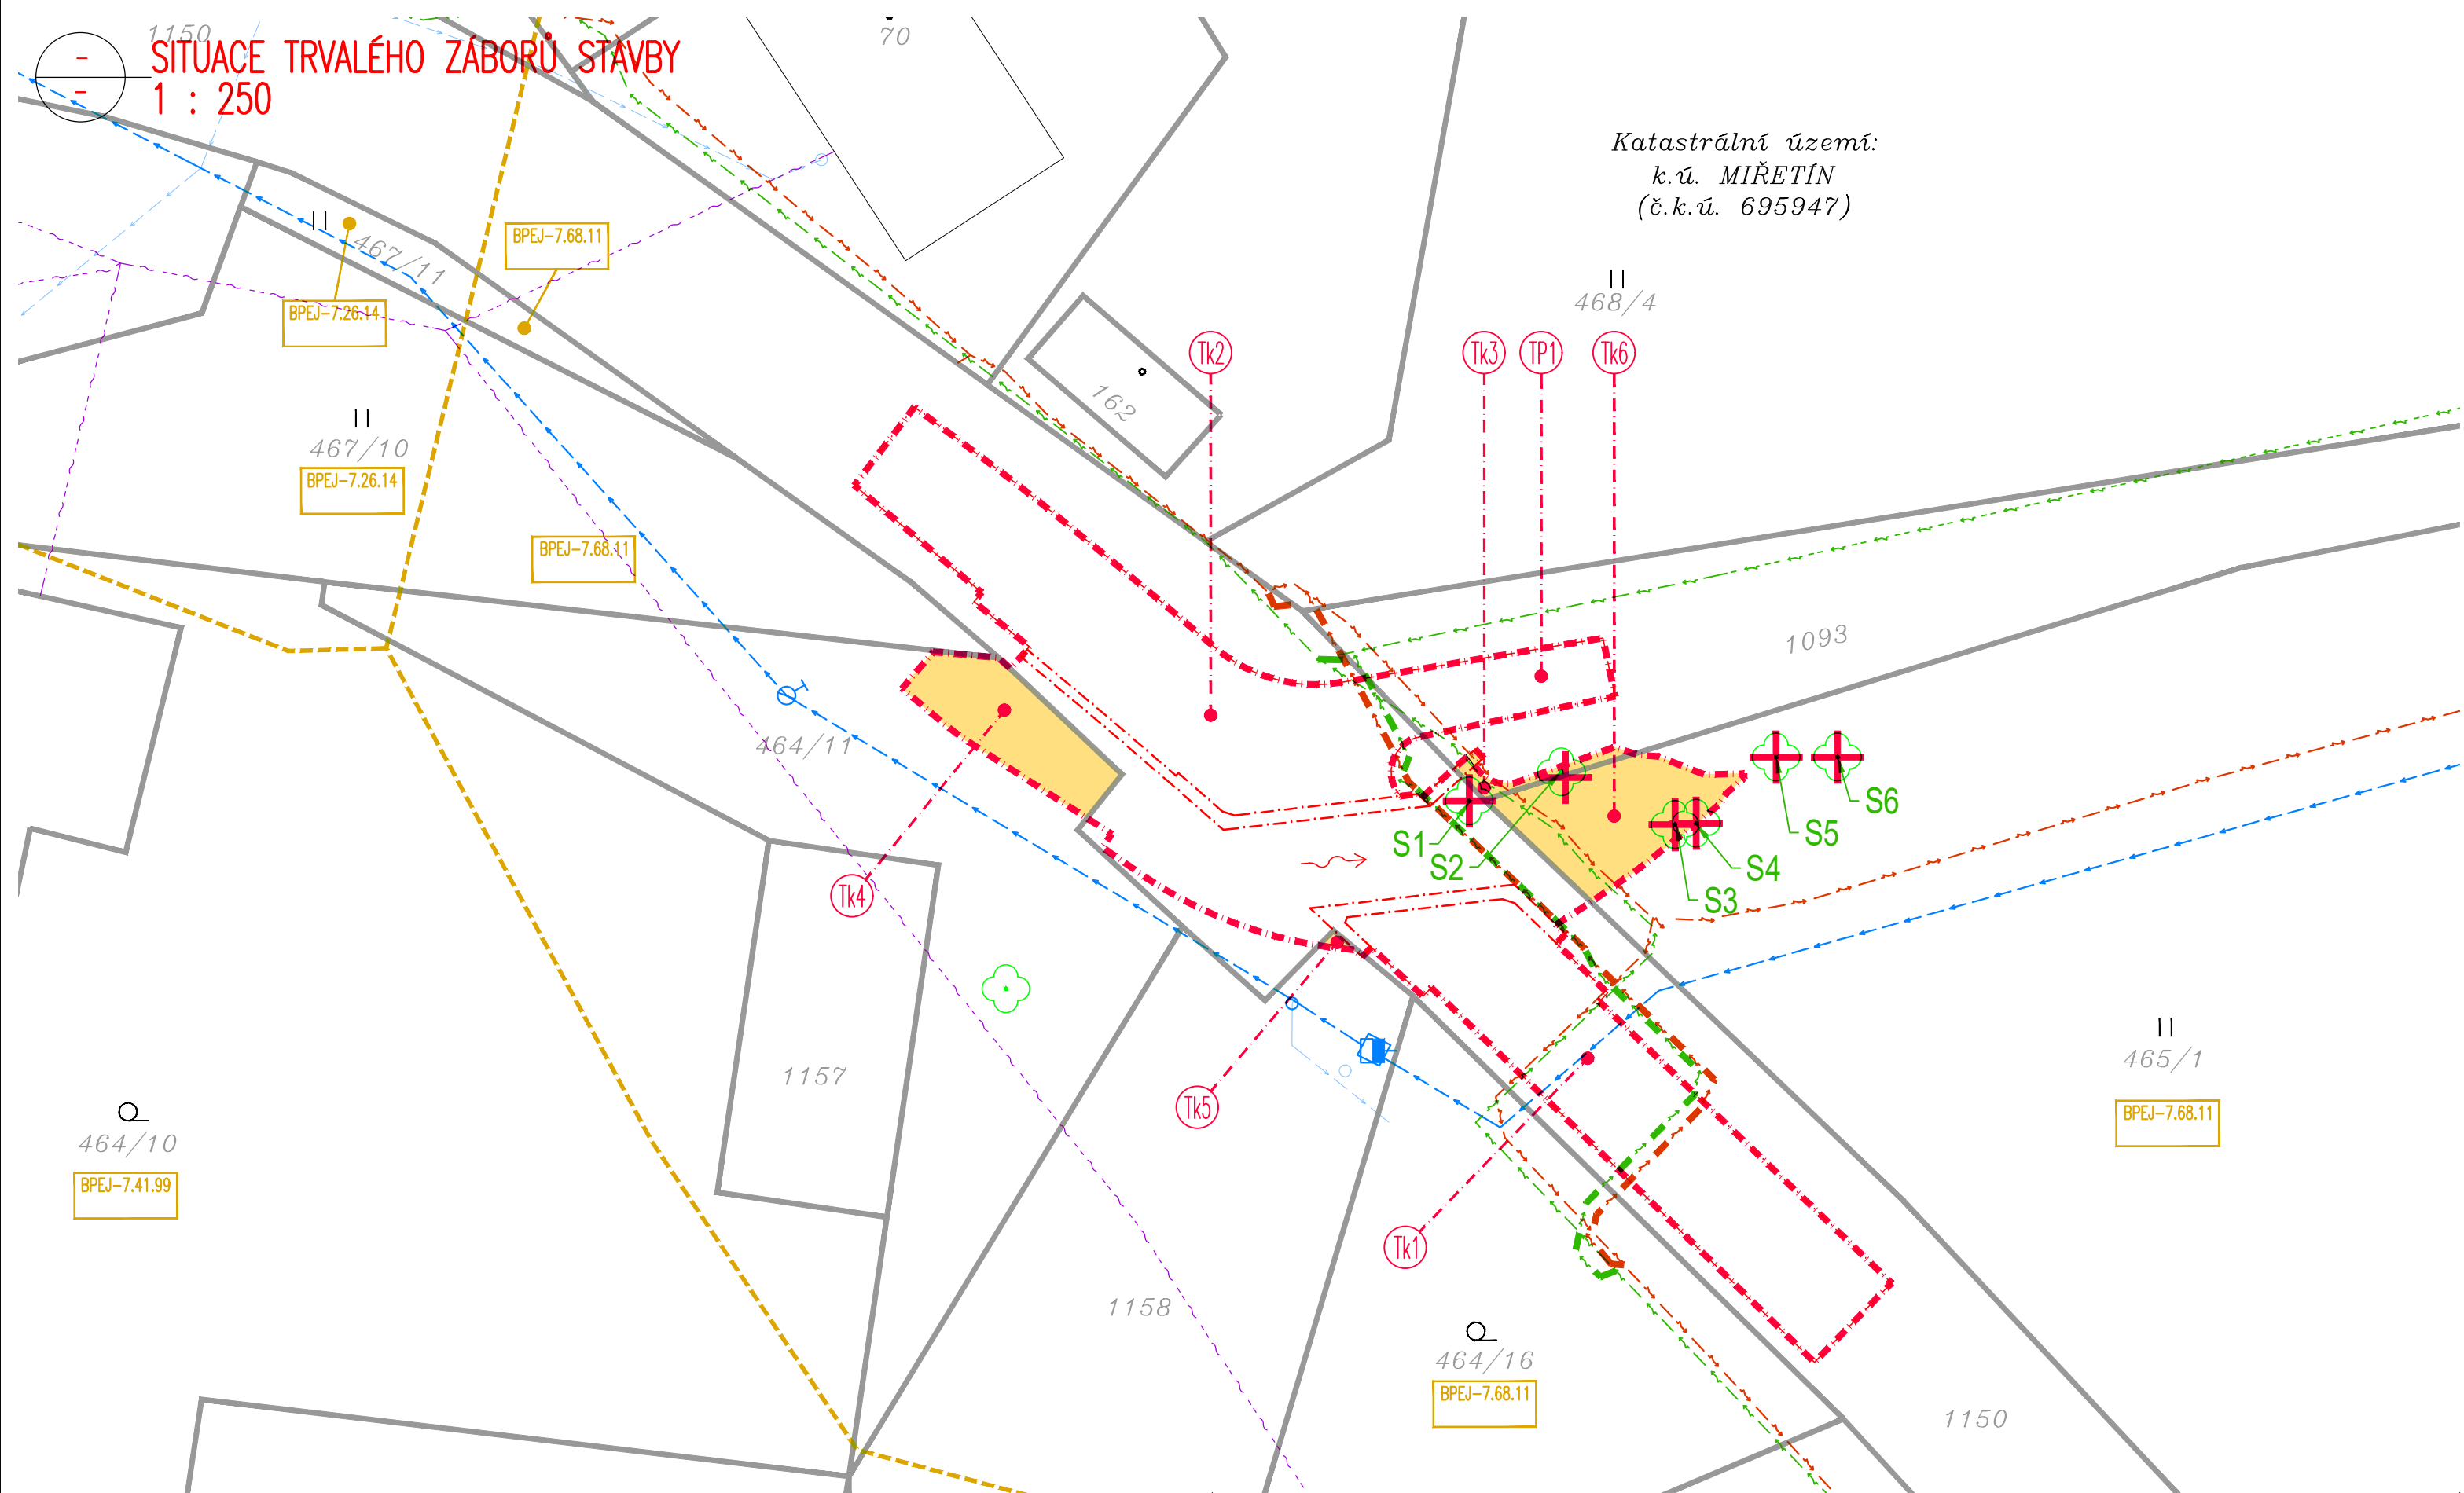 1150
-
-
SITUACE TRVALÉHO ZÁBORU STAVBY
1 : 250
70
Katastrální území:
k.ú. MIŘETÍN
(č.k.ú. 695947)
467/11
BPEJ-7.68.11
BPEJ-7.26.14
468/4
Tk2
Tk3
TP1
Tk6
162
467/10
BPEJ-7.26.14
BPEJ-7.68.11
1093
464/11
S6
S5
S1
S2
S4
S3
Tk4
465/1
BPEJ-7.68.11
1157
Tk5
464/10
BPEJ-7.41.99
Tk1
1158
464/16
BPEJ-7.68.11
1150